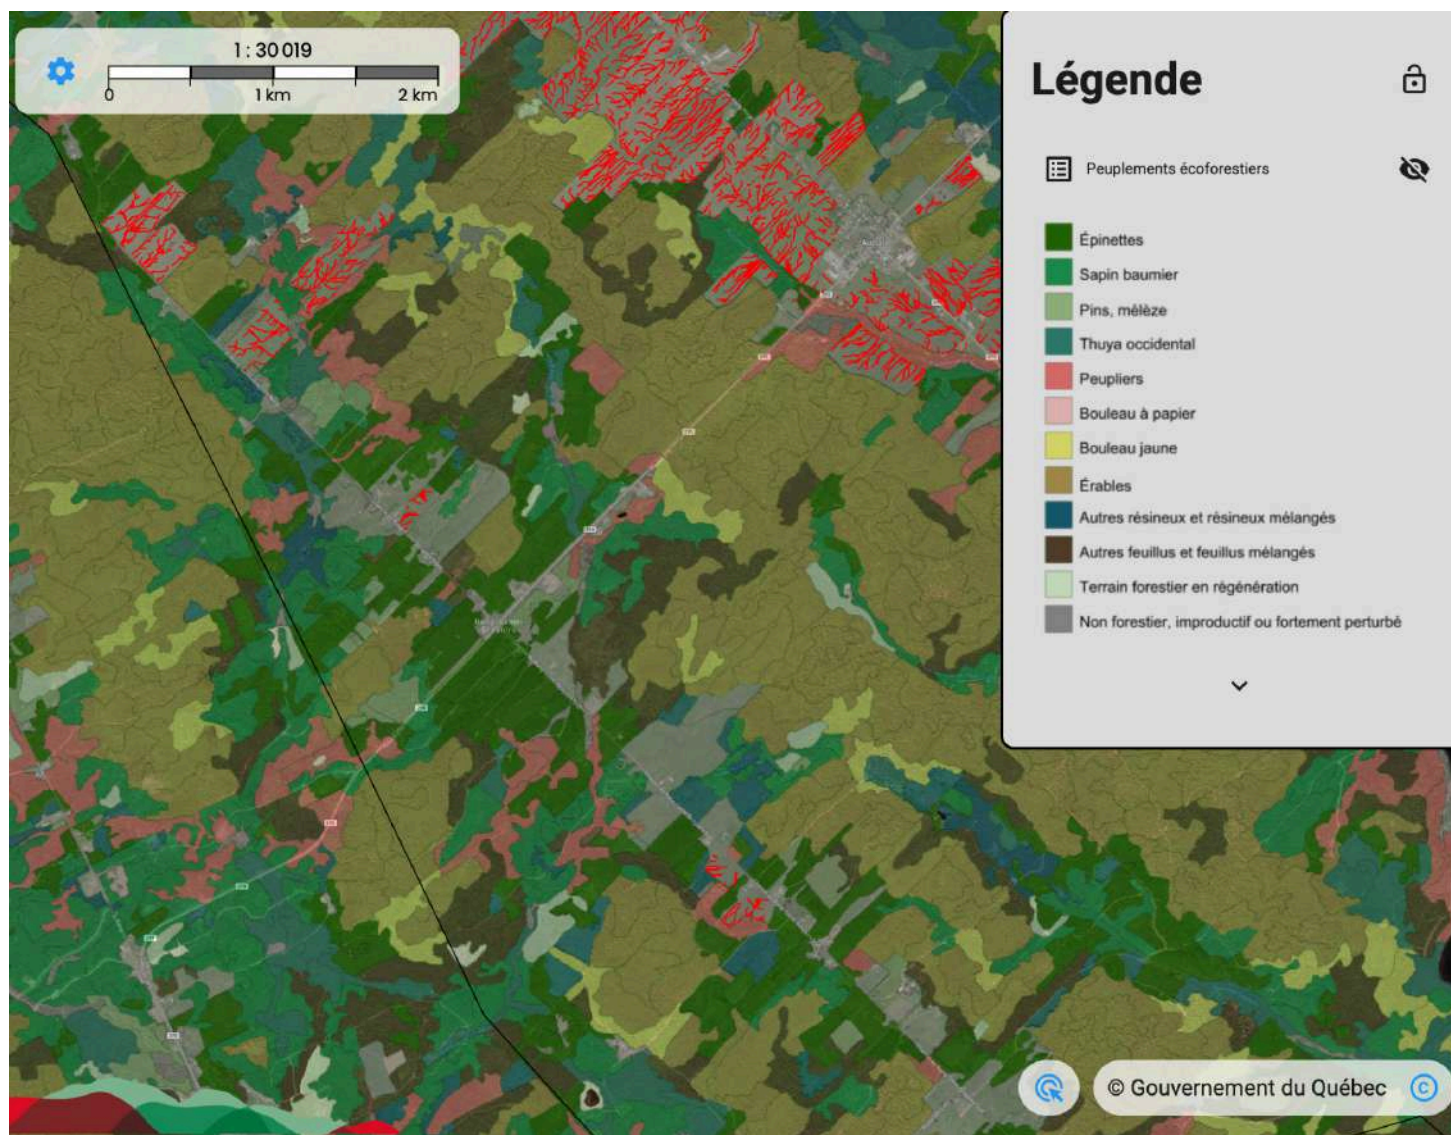 1 : 30 019
0
1 km
2 km
Légende
Peuplements écoforestiers
Épinettes
Sapin baumier
Pins, mélèze
Thuya occidental
Peupliers
Bouleau à papier
Bouleau jaune
Érables
Autres résineux et résineux mélangés
Autres feuillus et feuillus mélangés
Terrain forestier en régénération
Non forestier, improductif ou fortement perturbé
© Gouvernement du Québec